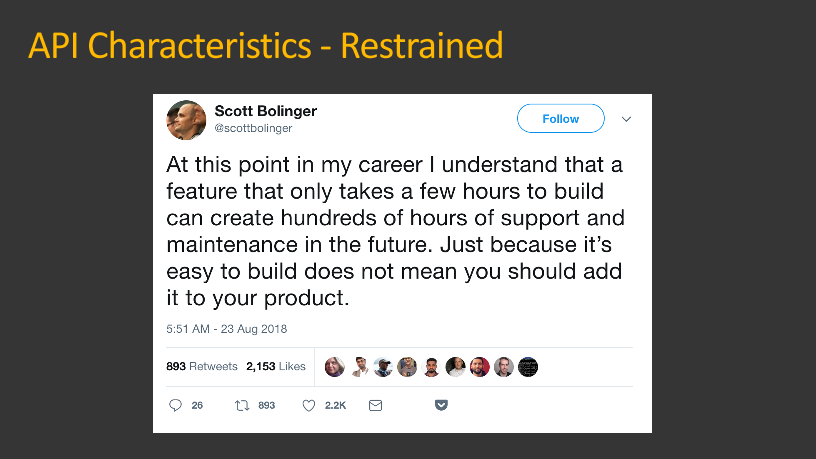 API Characteristics - Restrained
Scott Bolinger
@scottbolinger
Follow
At this point in my career I understand that a
feature that only takes a few hours to build
can create hundreds of hours of support and
maintenance in the future. Just because it’s
easy to build does not mean you should add
it to your product.
5:51 AM - 23 Aug 2018
893 Retweets 2,153 Likes
26 893 2.2K